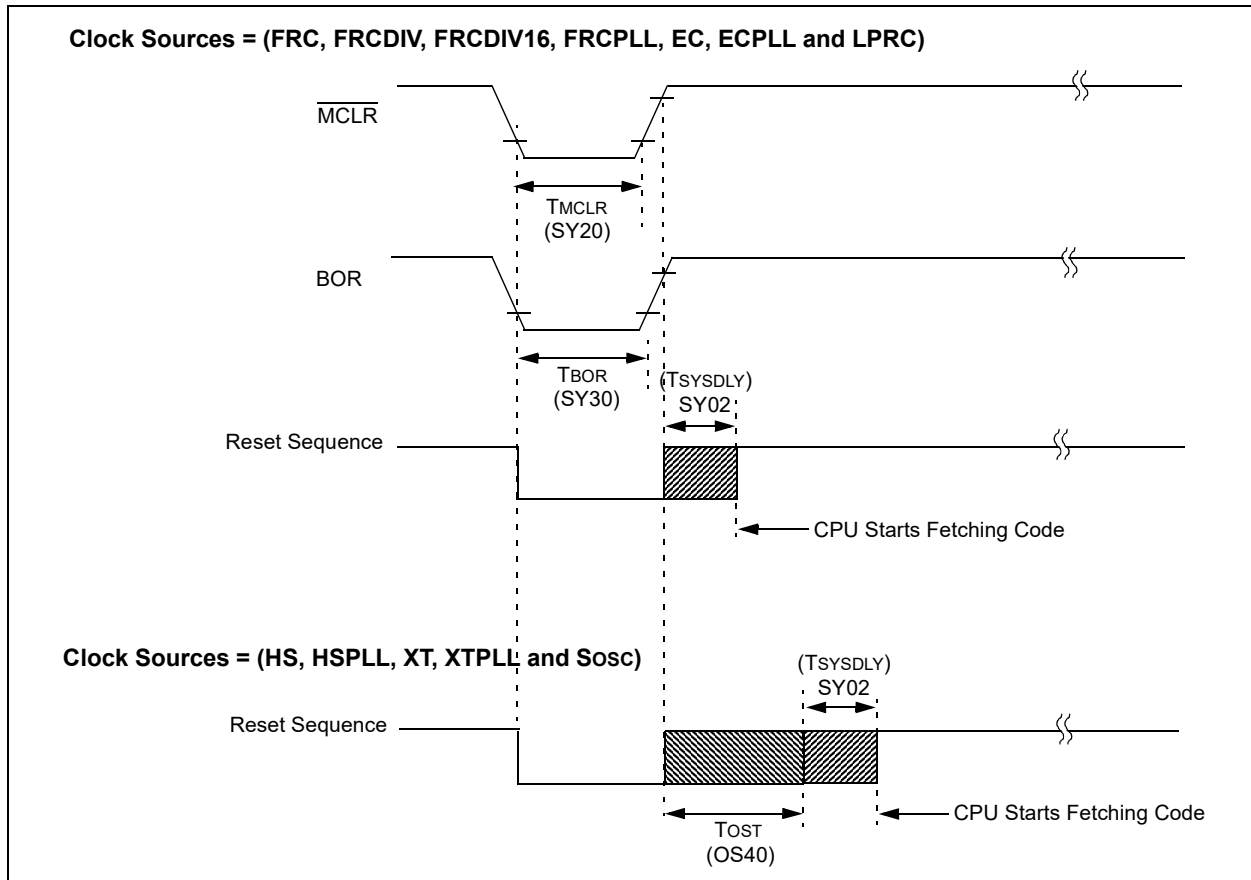 Clock Sources = (FRC, FRCDIV, FRCDIV16, FRCPLL, EC, ECPLL and LPRC)
MCLR
TMCLR
(SY20)
BOR
TBOR
(SY30)
(TSYSDLY)
SY02
Reset Sequence
CPU Starts Fetching Code
Clock Sources = (HS, HSPLL, XT, XTPLL and SOSC)
(TSYSDLY)
SY02
Reset Sequence
CPU Starts Fetching Code
TOST
(OS40)